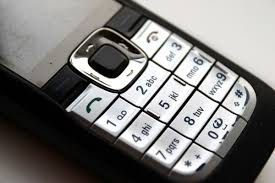 1
2 abc
3 def
4 ghi
5 jkl
6 mno
7 pqrs
8 tuv
9 wxyz
*
0
#